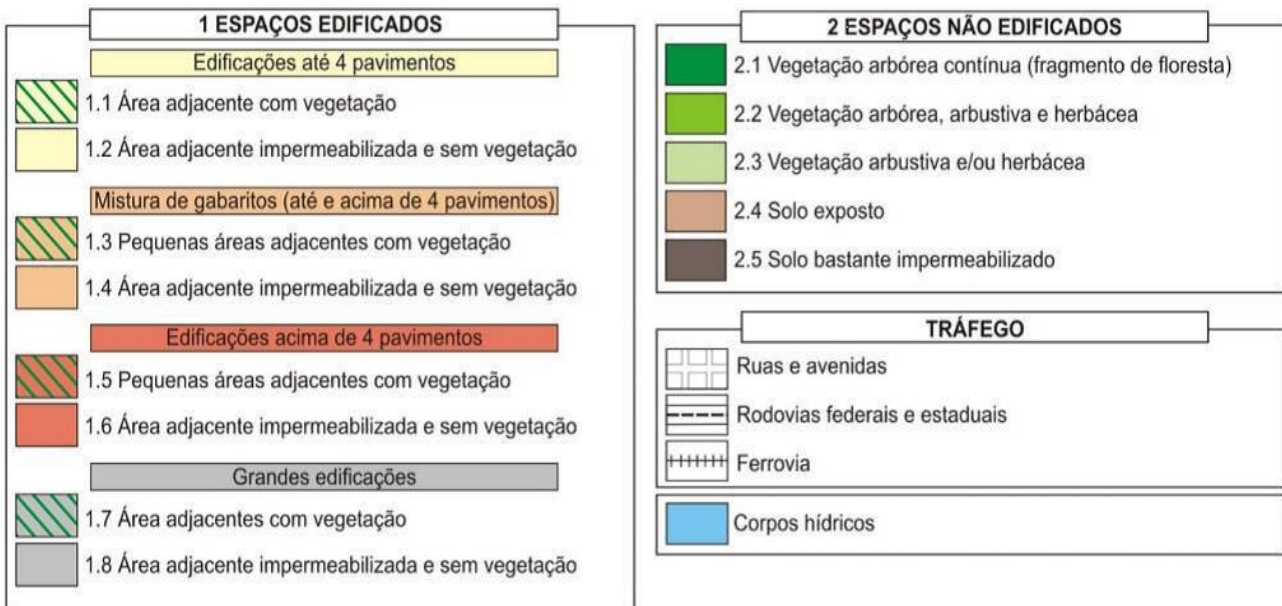 1 ESPAÇOS EDIFICADOS
Edificações até 4 pavimentos
1.1 Área adjacente com vegetação
1.2 Área adjacente impermeabilizada e sem vegetação
Mistura de gabaritos (até e acima de 4 pavimentos)
1.3 Pequenas áreas adjacentes com vegetação
1.4 Área adjacente impermeabilizada e sem vegetação
Edificações acima de 4 pavimentos
1.5 Pequenas áreas adjacentes com vegetação
1.6 Área adjacente impermeabilizada e sem vegetação
Grandes edificações
1.7 Área adjacentes com vegetação
1.8 Área adjacente impermeabilizada e sem vegetação
2 ESPAÇOS NÃO EDIFICADOS
2.1 Vegetação arbórea contínua (fragmento de floresta)
2.2 Vegetação arbórea, arbustiva e herbácea
2.3 Vegetação arbustiva e/ou herbácea
2.4 Solo exposto
2.5 Solo bastante impermeabilizado
TRÁFEGO
Ruas e avenidas
Rodovias federais e estaduais
Ferrovia
Corpos hídricos